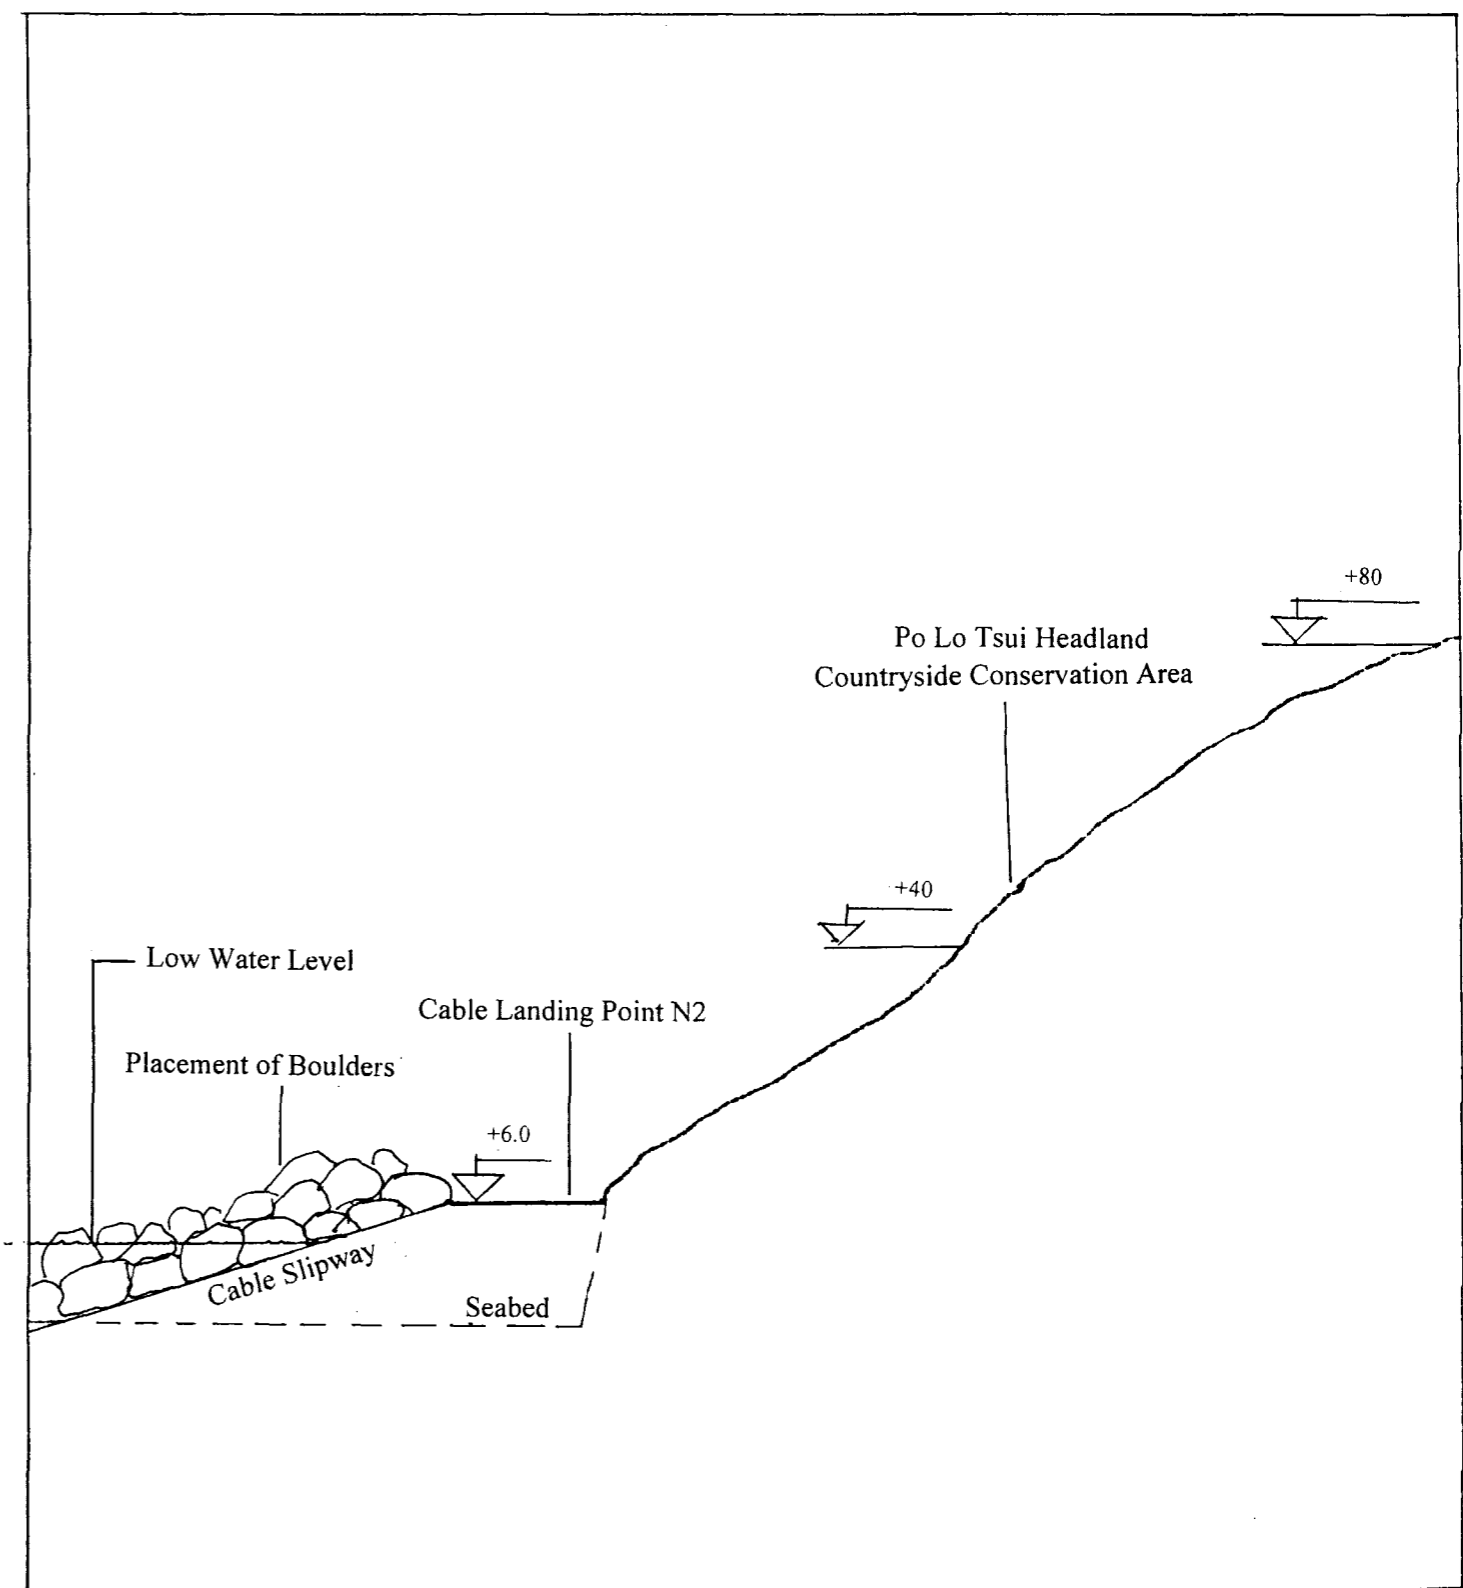 +80
Po Lo Tsui Headland
Countryside Conservation Area
+40
Low Water Level
Cable Landing Point N2
Placement of Boulders
+6.0
Cable Slipway
Seabed